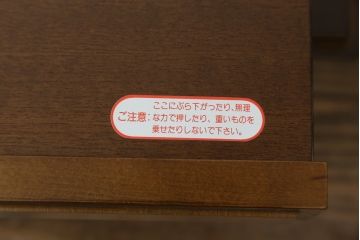 ここにぶら下がったり、無理
ご注意：な力で押したり、重いものを
乗せたりしないで下さい。